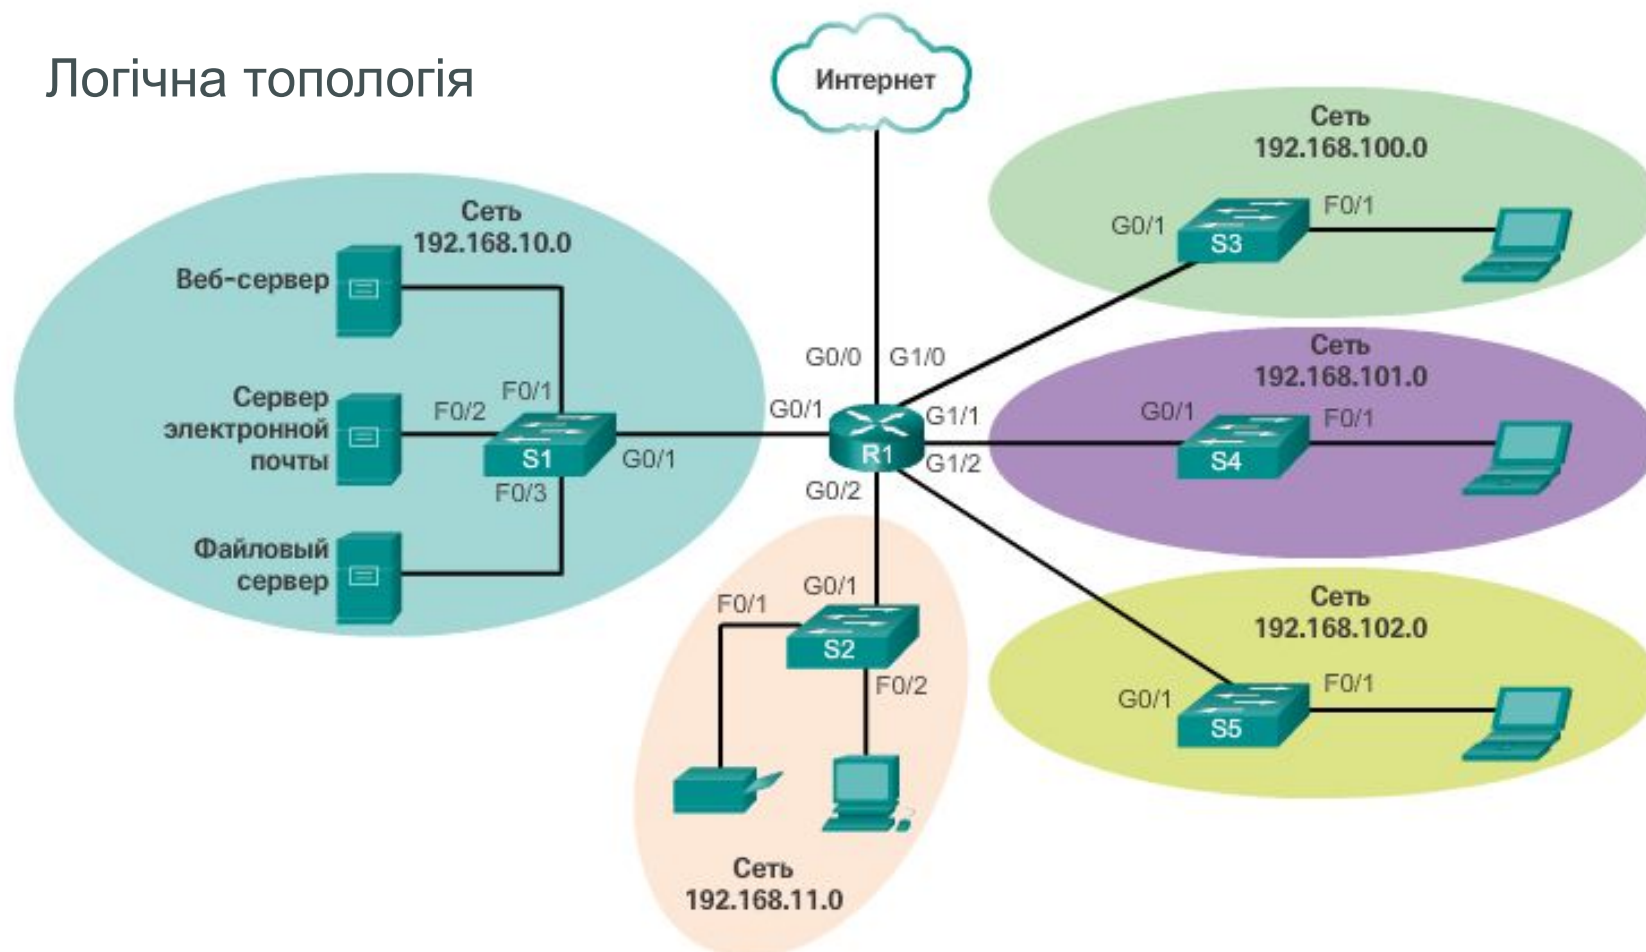 Логічна топологія
Интернет
Сеть
192.168.100.0
G0/1
F0/1
S3
Сеть
192.168.10.0
Веб-сервер
Сервер
электронной
почты
Файловый
сервер
F0/1
F0/2
S1
F0/3
G0/1
G0/0
G1/0
G0/1
G1/1
R1
G1/2
G0/2
Сеть
192.168.101.0
G0/1
F0/1
S4
Сеть
192.168.102.0
G0/1
F0/1
S5
G0/1
F0/1
S2
F0/2
Сеть
192.168.11.0